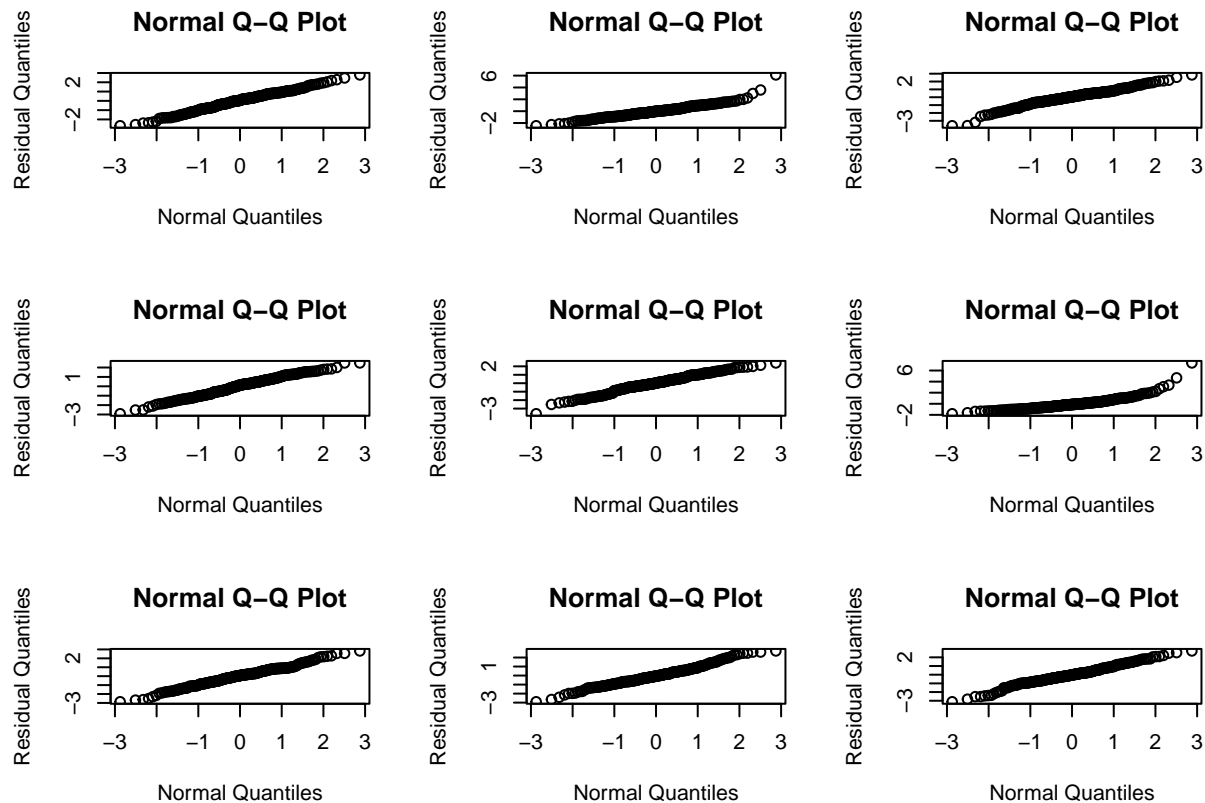 Normal Q−Q Plot
Residual Quantiles
2
−2
−3 −1 0 1 2 3
Normal Quantiles
Normal Q−Q Plot
Residual Quantiles
6
−2
−3 −1 0 1 2 3
Normal Quantiles
Normal Q−Q Plot
Residual Quantiles
2
−3
−3 −1 0 1 2 3
Normal Quantiles
Normal Q−Q Plot
Residual Quantiles
1
−3
−3 −1 0 1 2 3
Normal Quantiles
Normal Q−Q Plot
Residual Quantiles
2
−3
−3 −1 0 1 2 3
Normal Quantiles
Normal Q−Q Plot
Residual Quantiles
6
−2
−3 −1 0 1 2 3
Normal Quantiles
Normal Q−Q Plot
Residual Quantiles
2
−3
−3 −1 0 1 2 3
Normal Quantiles
Normal Q−Q Plot
Residual Quantiles
1
−3
−3 −1 0 1 2 3
Normal Quantiles
Normal Q−Q Plot
Residual Quantiles
2
−3
−3 −1 0 1 2 3
Normal Quantiles